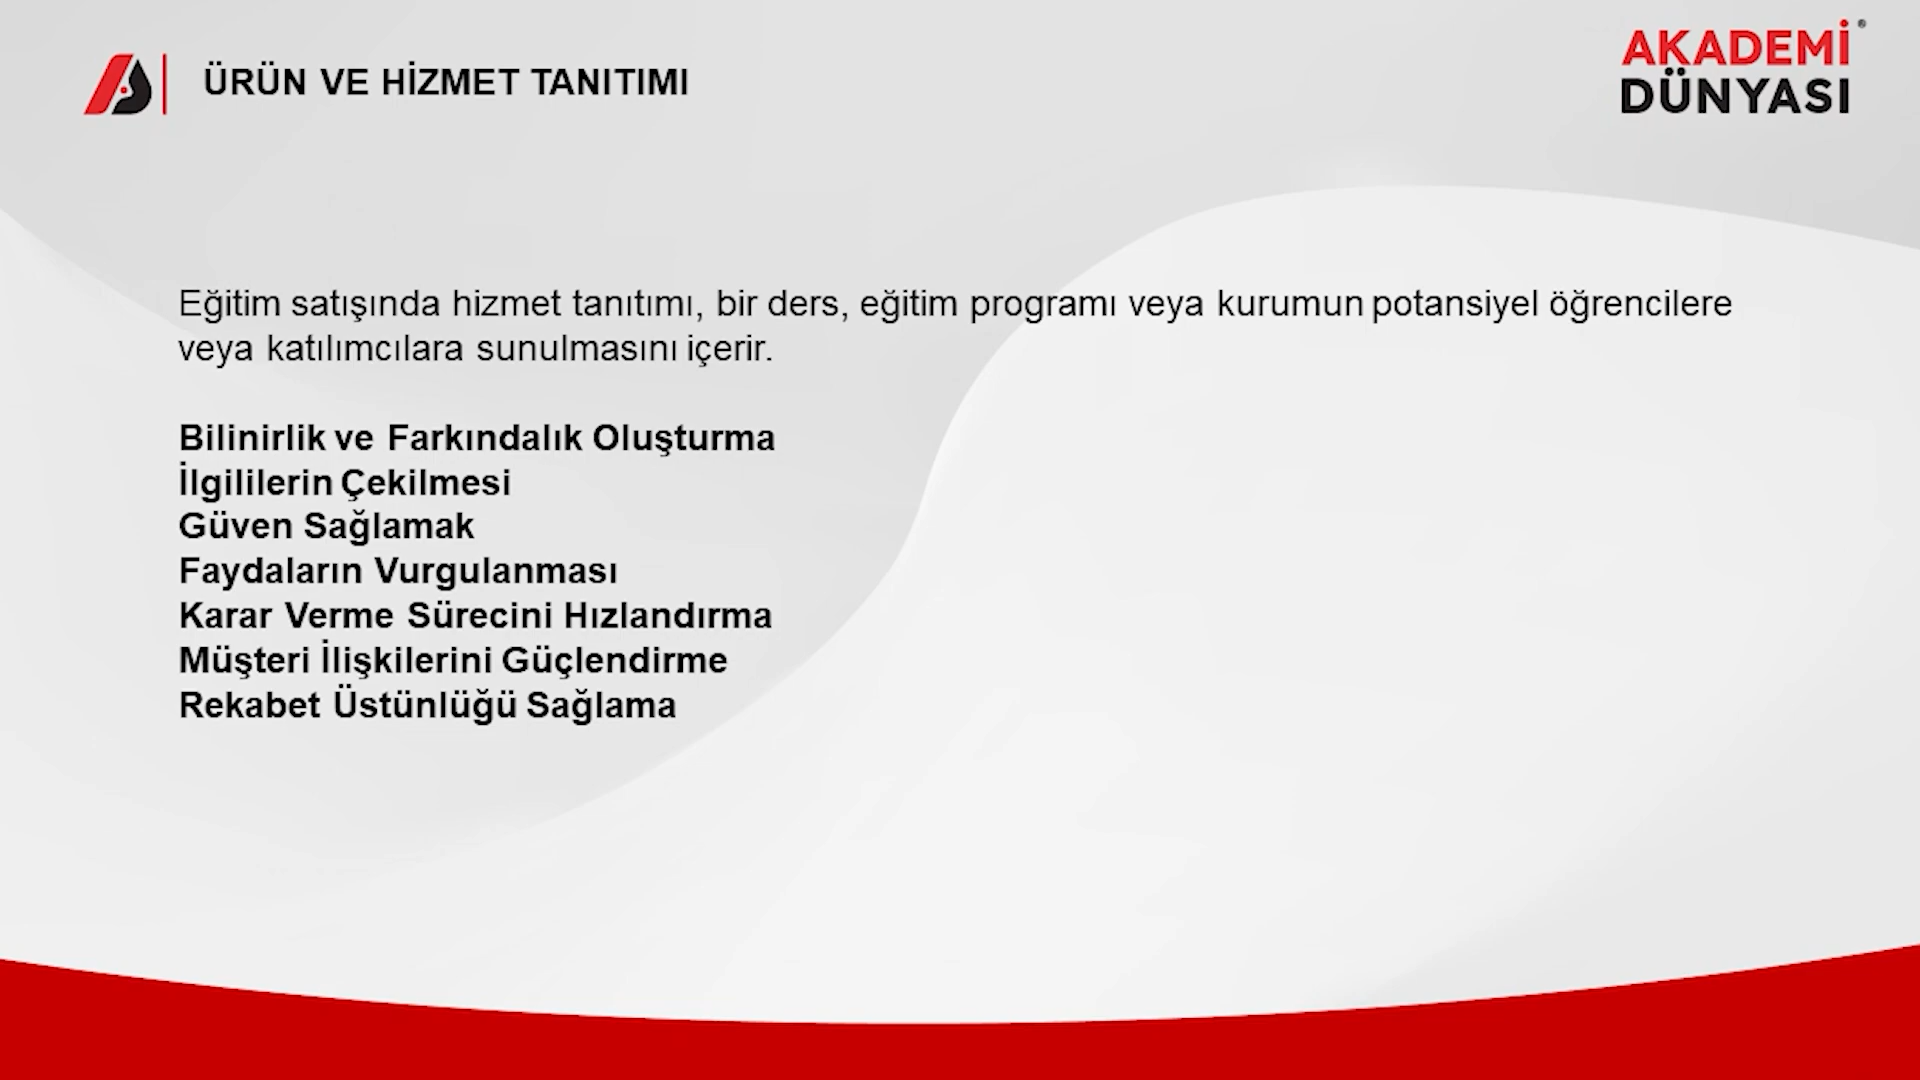 ÜRÜN VE HİZMET TANITIMI
AKADEMİ®
DÜNYASI
Eğitim satışında hizmet tanıtımı, bir ders, eğitim programı veya kurumun potansiyel öğrencilere
veya katılımcılara sunulmasını içerir.
Bilinirlik ve Farkındalık Oluşturma
İlgililerin Çekilmesi
Güven Sağlamak
Faydaların Vurgulanması
Karar Verme Sürecini Hızlandırma
Müşteri İlişkilerini Güçlendirme
Rekabet Üstünlüğü Sağlama